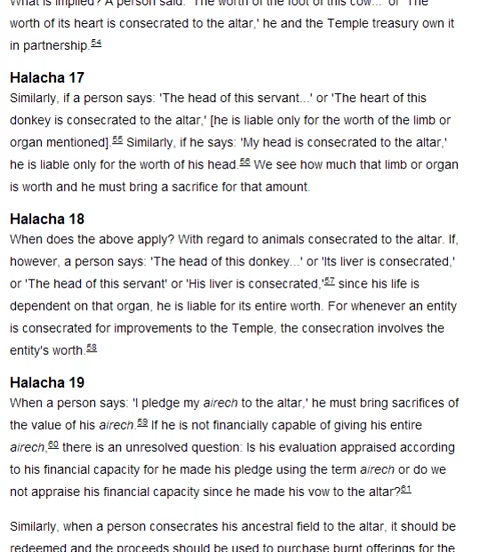 What is implied? A person said: 'The worth of the foot of this cow...' or 'The
worth of its heart is consecrated to the altar,' he and the Temple treasury own it
in partnership.54
Halacha 17
Similarly, if a person says: 'The head of this servant...' or 'The heart of this
donkey is consecrated to the altar,' [he is liable only for the worth of the limb or
organ mentioned].55 Similarly, if he says: 'My head is consecrated to the altar,'
he is liable only for the worth of his head.56 We see how much that limb or organ
is worth and he must bring a sacrifice for that amount.
Halacha 18
When does the above apply? With regard to animals consecrated to the altar. If,
however, a person says: 'The head of this donkey...' or 'Its liver is consecrated,'
or 'The head of this servant' or 'His liver is consecrated,'57 since his life is
dependent on that organ, he is liable for its entire worth. For whenever an entity
is consecrated for improvements to the Temple, the consecration involves the
entity's worth.58
Halacha 19
When a person says: 'I pledge my airech to the altar,' he must bring sacrifices of
the value of his airech.59 If he is not financially capable of giving his entire
airech,60 there is an unresolved question: Is his evaluation appraised according
to his financial capacity for he made his pledge using the term airech or do we
not appraise his financial capacity since he made his vow to the altar?61
Similarly, when a person consecrates his ancestral field to the altar, it should be
redeemed and the proceeds should be used to purchase burnt offerings for the